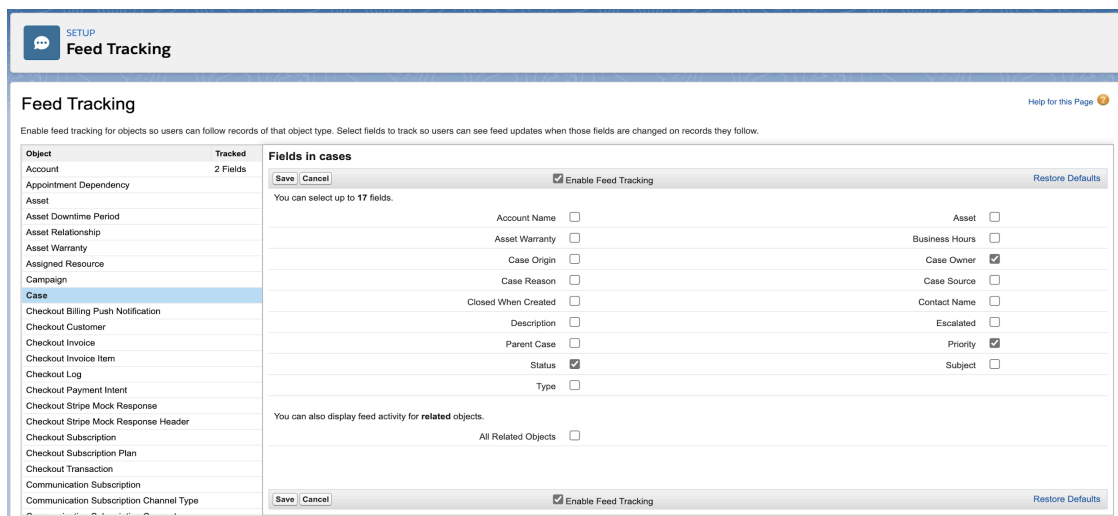 SETUP
Feed Tracking
Feed Tracking
Help for this Page ?
Enable feed tracking for objects so users can follow records of that object type. Select fields to track so users can see feed updates when those fields are changed on records they follow.
Object Tracked
Account 2 Fields
Appointment Dependency
Asset
Asset Downtime Period
Asset Relationship
Asset Warranty
Assigned Resource
Campaign
Case
Checkout Billing Push Notification
Checkout Customer
Checkout Invoice
Checkout Invoice Item
Checkout Log
Checkout Payment Intent
Checkout Stripe Mock Response
Checkout Stripe Mock Response Header
Checkout Subscription
Checkout Subscription Plan
Checkout Transaction
Communication Subscription
Communication Subscription Channel Type
Fields in cases
Save Cancel Enable Feed Tracking Restore Defaults
You can select up to 17 fields.
Account Name Asset
Asset Warranty Business Hours
Case Origin Case Owner
Case Reason Case Source
Closed When Created Contact Name
Description Escalated
Parent Case Priority
Status Subject
Type
You can also display feed activity for related objects.
All Related Objects
Save Cancel Enable Feed Tracking Restore Defaults